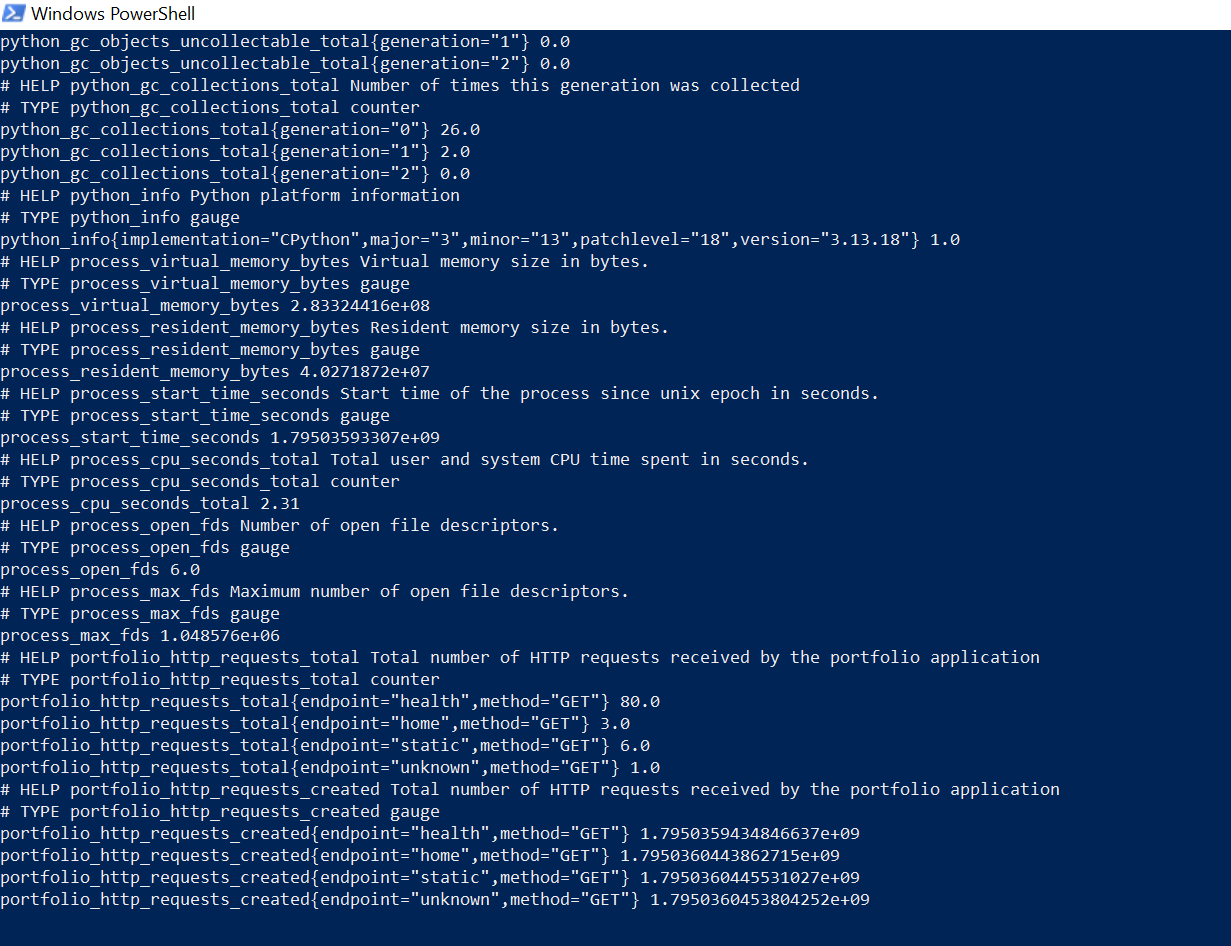 Windows PowerShell
python_gc_objects_uncollectable_total{generation="1"} 0.0
python_gc_objects_uncollectable_total{generation="2"} 0.0
# HELP python_gc_collections_total Number of times this generation was collected
# TYPE python_gc_collections_total counter
python_gc_collections_total{generation="0"} 26.0
python_gc_collections_total{generation="1"} 2.0
python_gc_collections_total{generation="2"} 0.0
# HELP python_info Python platform information
# TYPE python_info gauge
python_info{implementation="CPython",major="3",minor="13",patchlevel="18",version="3.13.18"} 1.0
# HELP process_virtual_memory_bytes Virtual memory size in bytes.
# TYPE process_virtual_memory_bytes gauge
process_virtual_memory_bytes 2.83324416e+08
# HELP process_resident_memory_bytes Resident memory size in bytes.
# TYPE process_resident_memory_bytes gauge
process_resident_memory_bytes 4.0271872e+07
# HELP process_start_time_seconds Start time of the process since unix epoch in seconds.
# TYPE process_start_time_seconds gauge
process_start_time_seconds 1.79503593307e+09
# HELP process_cpu_seconds_total Total user and system CPU time spent in seconds.
# TYPE process_cpu_seconds_total counter
process_cpu_seconds_total 2.31
# HELP process_open_fds Number of open file descriptors.
# TYPE process_open_fds gauge
process_open_fds 6.0
# HELP process_max_fds Maximum number of open file descriptors.
# TYPE process_max_fds gauge
process_max_fds 1.048576e+06
# HELP portfolio_http_requests_total Total number of HTTP requests received by the portfolio application
# TYPE portfolio_http_requests_total counter
portfolio_http_requests_total{endpoint="health",method="GET"} 80.0
portfolio_http_requests_total{endpoint="home",method="GET"} 3.0
portfolio_http_requests_total{endpoint="static",method="GET"} 6.0
portfolio_http_requests_total{endpoint="unknown",method="GET"} 1.0
# HELP portfolio_http_requests_created Total number of HTTP requests received by the portfolio application
# TYPE portfolio_http_requests_created gauge
portfolio_http_requests_created{endpoint="health",method="GET"} 1.7950359434846637e+09
portfolio_http_requests_created{endpoint="home",method="GET"} 1.7950360443862715e+09
portfolio_http_requests_created{endpoint="static",method="GET"} 1.7950360445531027e+09
portfolio_http_requests_created{endpoint="unknown",method="GET"} 1.7950360453804252e+09